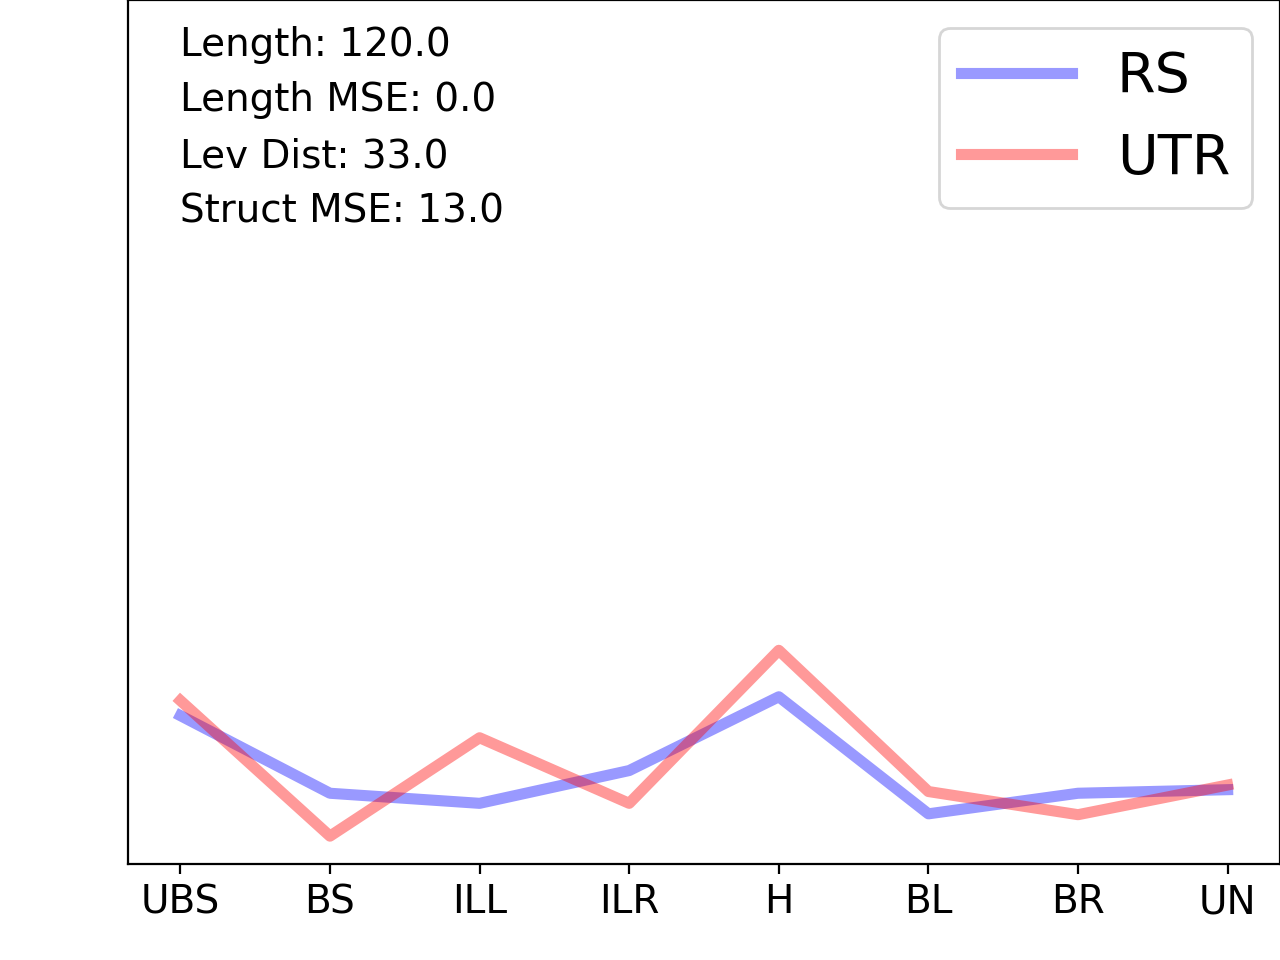 Length: 120.0
Length MSE: 0.0
Lev Dist: 33.0
Struct MSE: 13.0
RS
UTR
UBS BS ILL ILR H BL BR UN